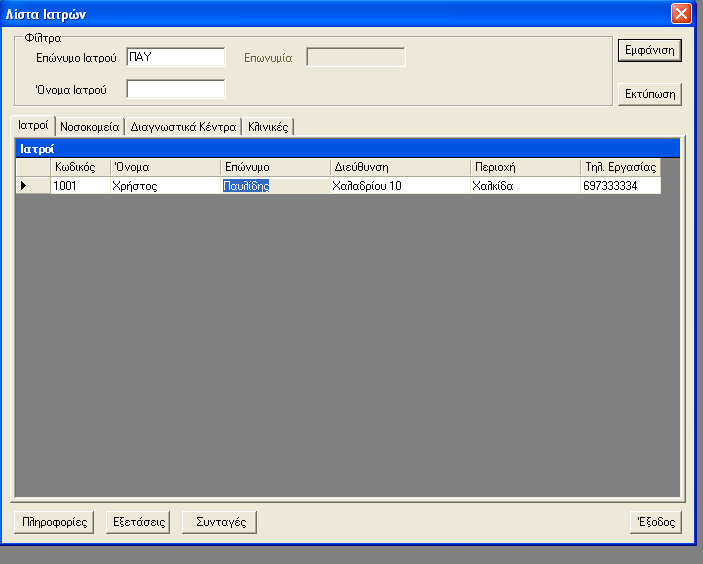 Λίστα Ιατρών
Φίλτρα
Επώνυμο Ιατρού ΠΑΥ Επωνυμία Εμφάνιση
Όνομα Ιατρού Εκτύπωση
Ιατροί Νοσοκομεία Διαγνωστικά Κέντρα Κλινικές
Ιατροί
Κωδικός Όνομα Επώνυμο Διεύθυνση Περιοχή Τηλ. Εργασίας
1001 Χρήστος Παυλίδης Χαλαδρίου 10 Χαλκίδα 697333334
Πληροφορίες Εξετάσεις Συνταγές Έξοδος